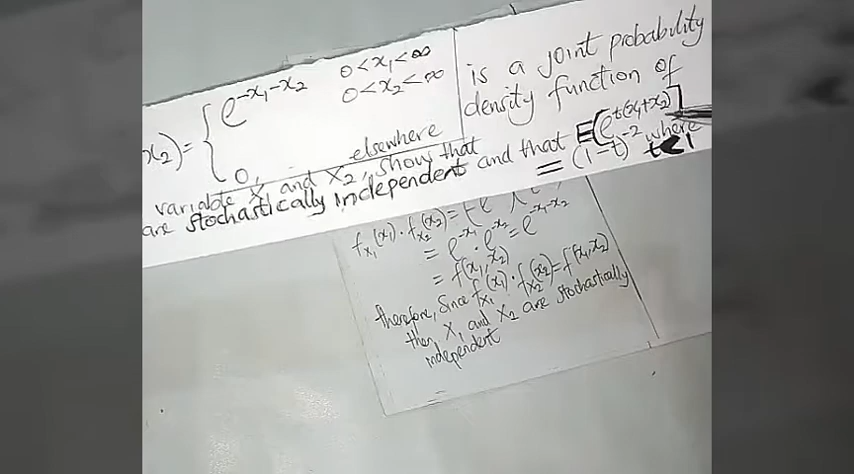 x2) = { e^{-x1-x2} 0<x1<∞
0<x2<∞
0, elsewhere
is a joint probability
density function of
variable X1 and X2, show that
are stochastically independent and that E(e^{t(x1+x2)}]
= (1-t)^{-2} where
t<1
f_{X1}(x1)·f_{X2}(x2)=
= e^{-x1}·e^{-x2}=e^{-x1-x2}
= f(x1,x2)
therefore, Since f_{X1}(x1)·f_{X2}(x2)=f(x1,x2)
then, X1 and X2 are stochastically
independent